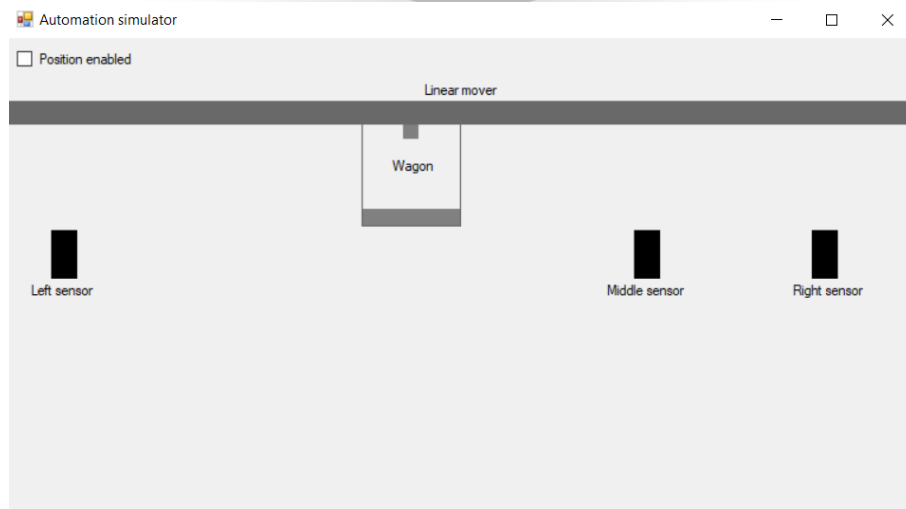 Automation simulator
Position enabled
Linear mover
Wagon
Left sensor
Middle sensor
Right sensor